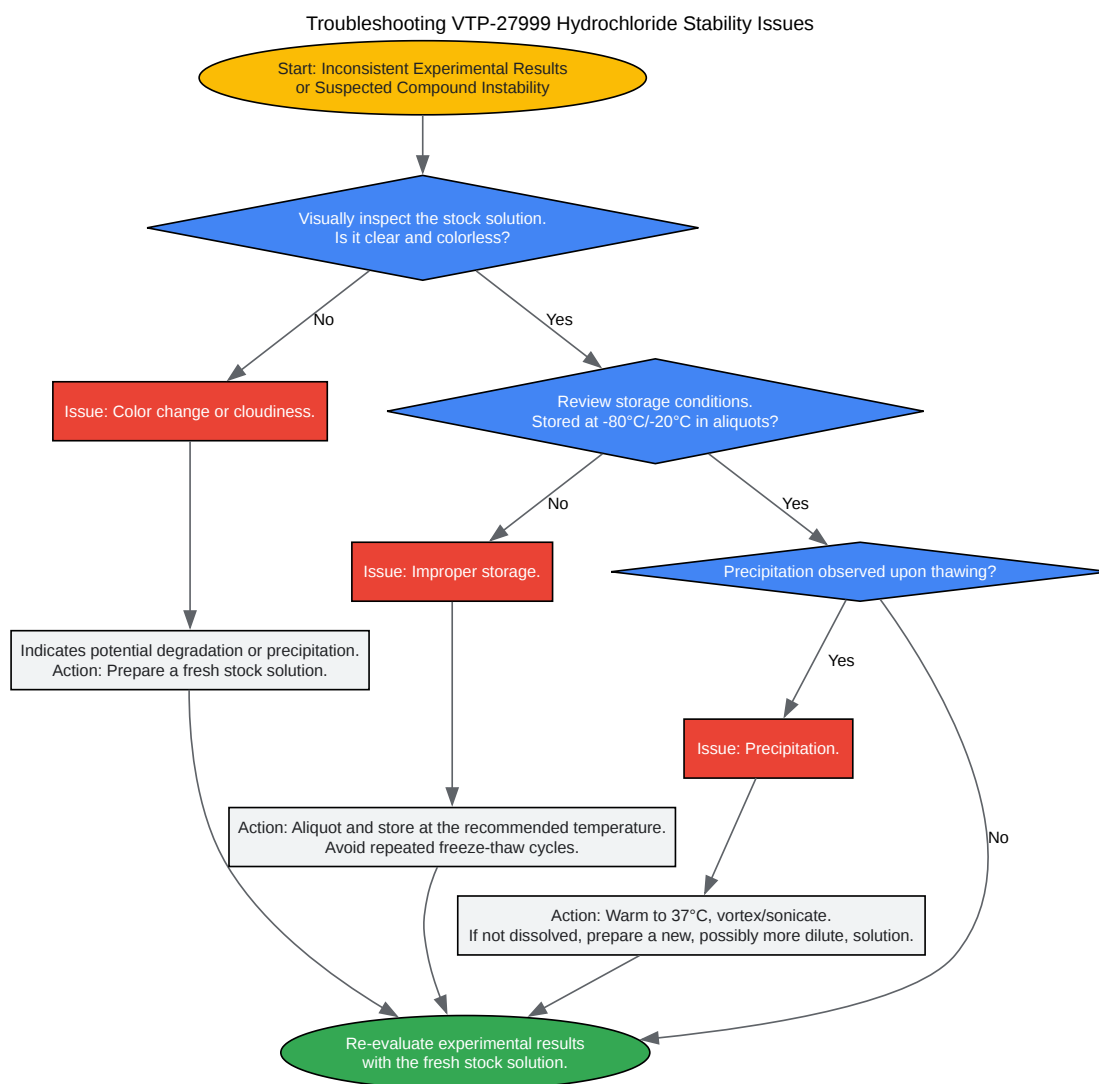 Troubleshooting VTP-27999 Hydrochloride Stability Issues
Start: Inconsistent Experimental Results
or Suspected Compound Instability
Visually inspect the stock solution.
Is it clear and colorless?
No
Yes
Issue: Color change or cloudiness.
Review storage conditions.
Stored at -80°C/-20°C in aliquots?
No
Yes
Issue: Improper storage.
Precipitation observed upon thawing?
Indicates potential degradation or precipitation.
Action: Prepare a fresh stock solution.
Yes
Issue: Precipitation.
Action: Aliquot and store at the recommended temperature.
Avoid repeated freeze-thaw cycles.
No
Action: Warm to 37°C, vortex/sonicate.
If not dissolved, prepare a new, possibly more dilute, solution.
Re-evaluate experimental results
with the fresh stock solution.